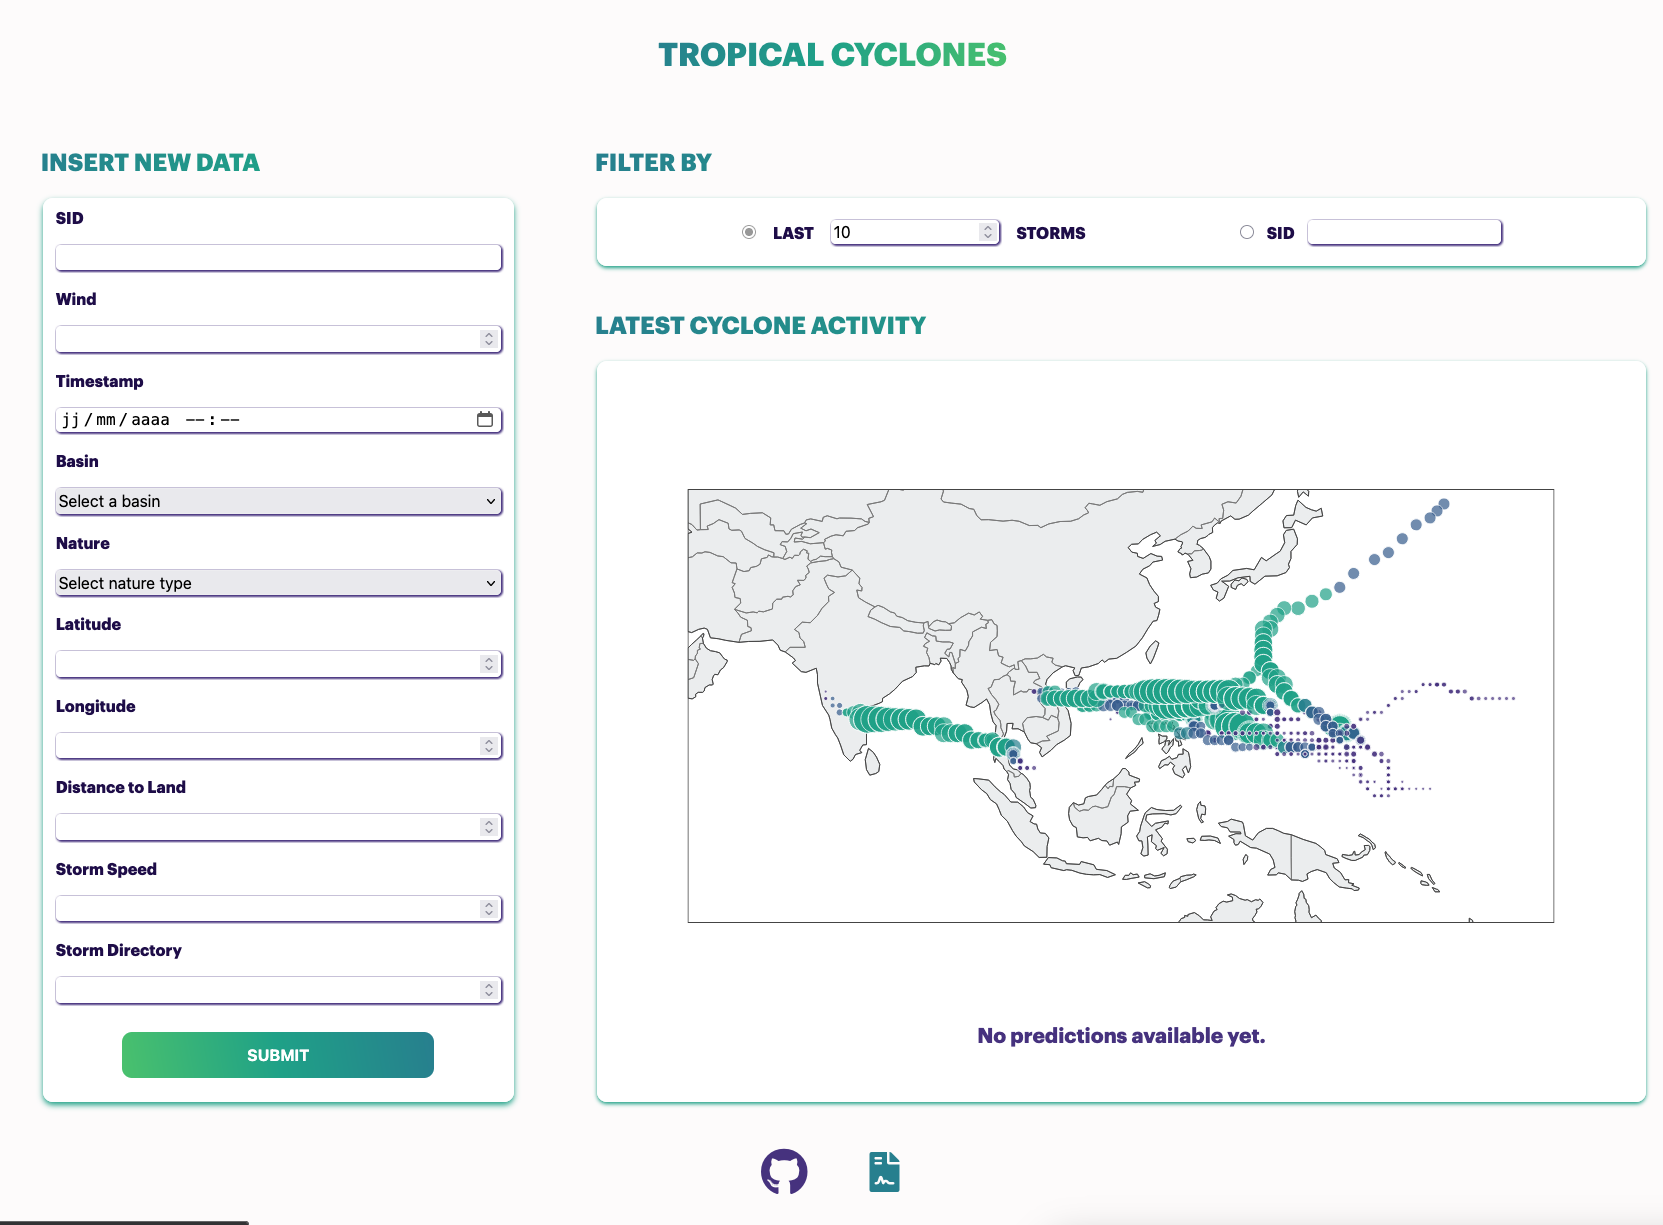 TROPICAL CYCLONES
INSERT NEW DATA
SID
Wind
Timestamp
jj/mm/aaaa --:--
Basin
Select a basin
Nature
Select nature type
Latitude
Longitude
Distance to Land
Storm Speed
Storm Directory
SUBMIT
FILTER BY
LAST 10 STORMS SID
LATEST CYCLONE ACTIVITY
No predictions available yet.